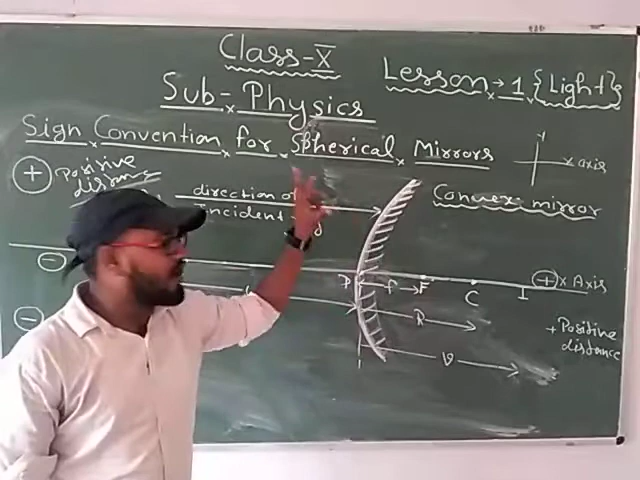 Class-X
Sub-Physics
Lesson→1 {Light}
Sign Convention for Spherical Mirrors
+ Positive
distance
Y
X axis
direction of
Incident
Convex mirror
-
P f F C I + X Axis
-
R
+ Positive
distance
v